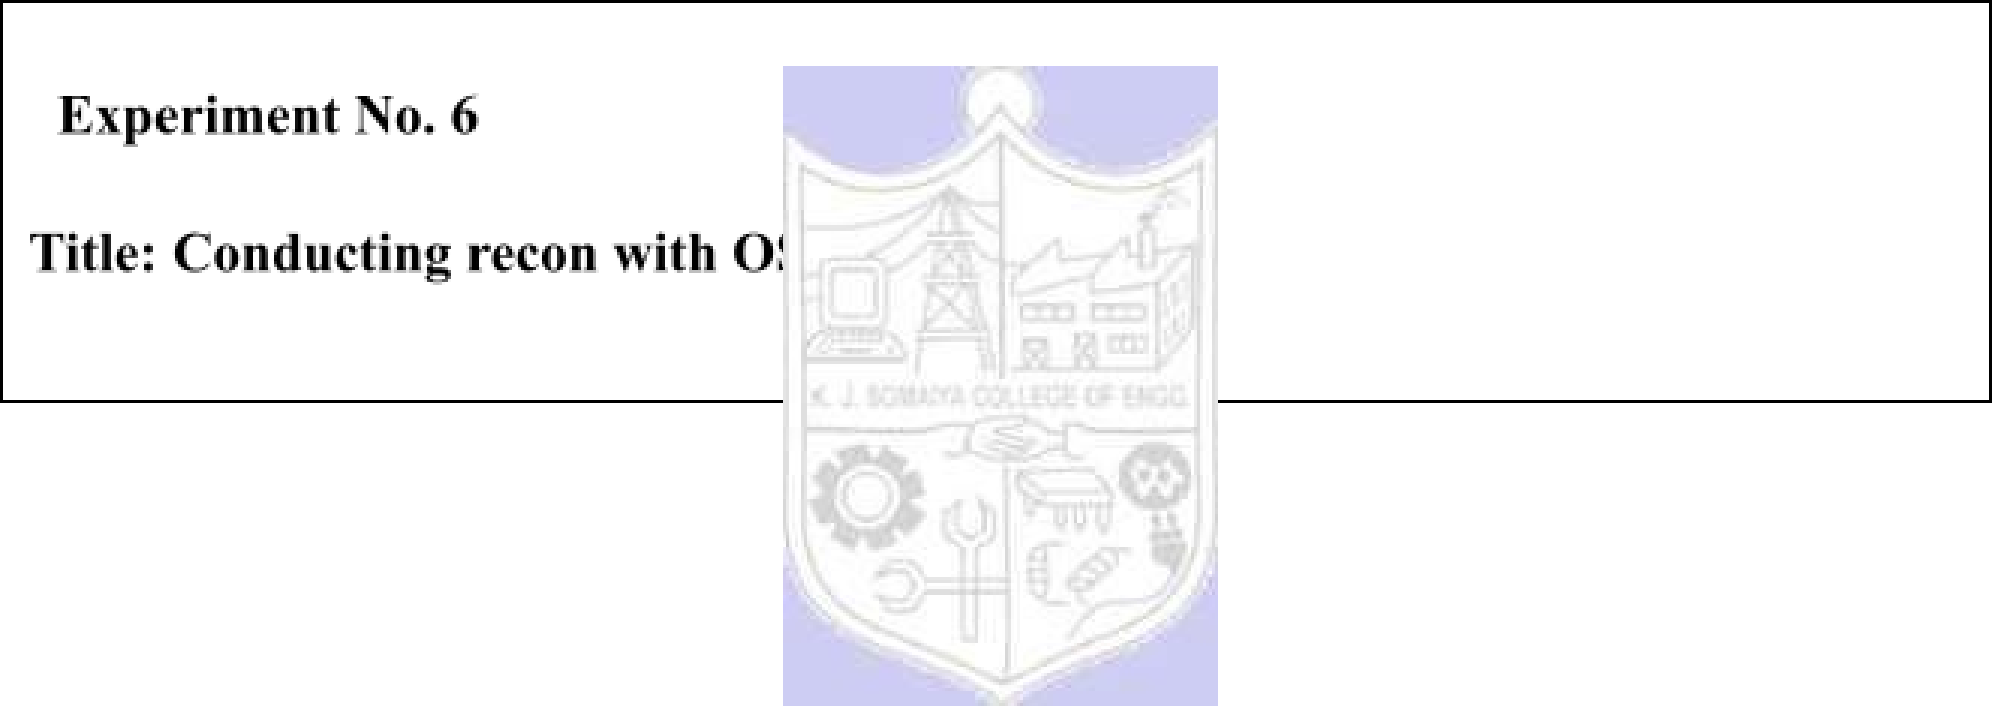 Experiment No. 6
Title: Conducting recon with
K. J. SOMAIYA COLLEGE OF ENGG.